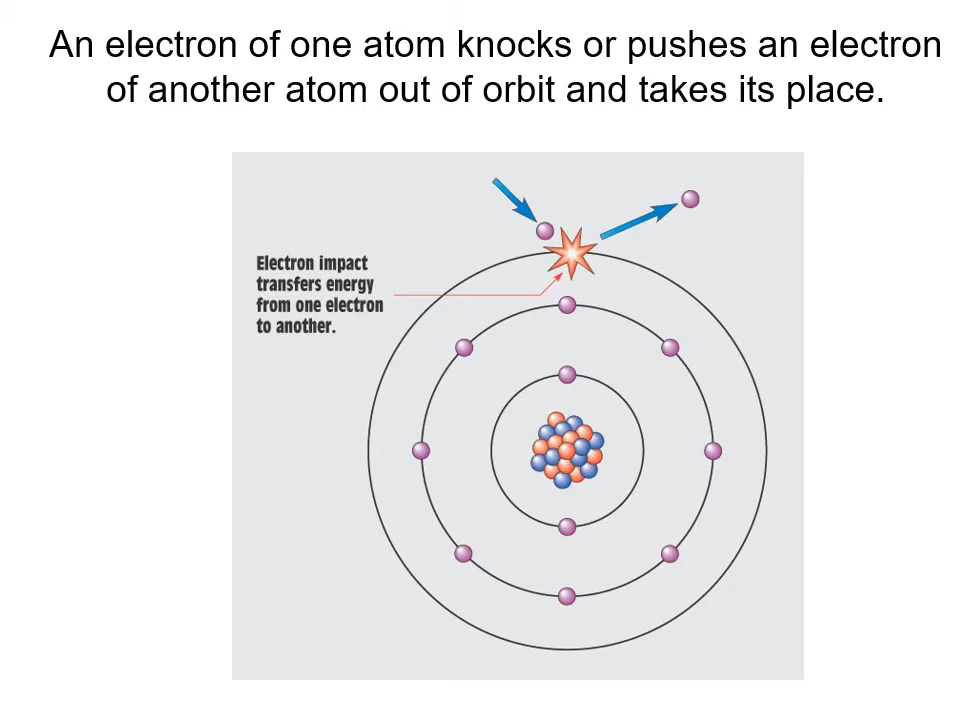 An electron of one atom knocks or pushes an electron
of another atom out of orbit and takes its place.
Electron impact
transfers energy
from one electron
to another.